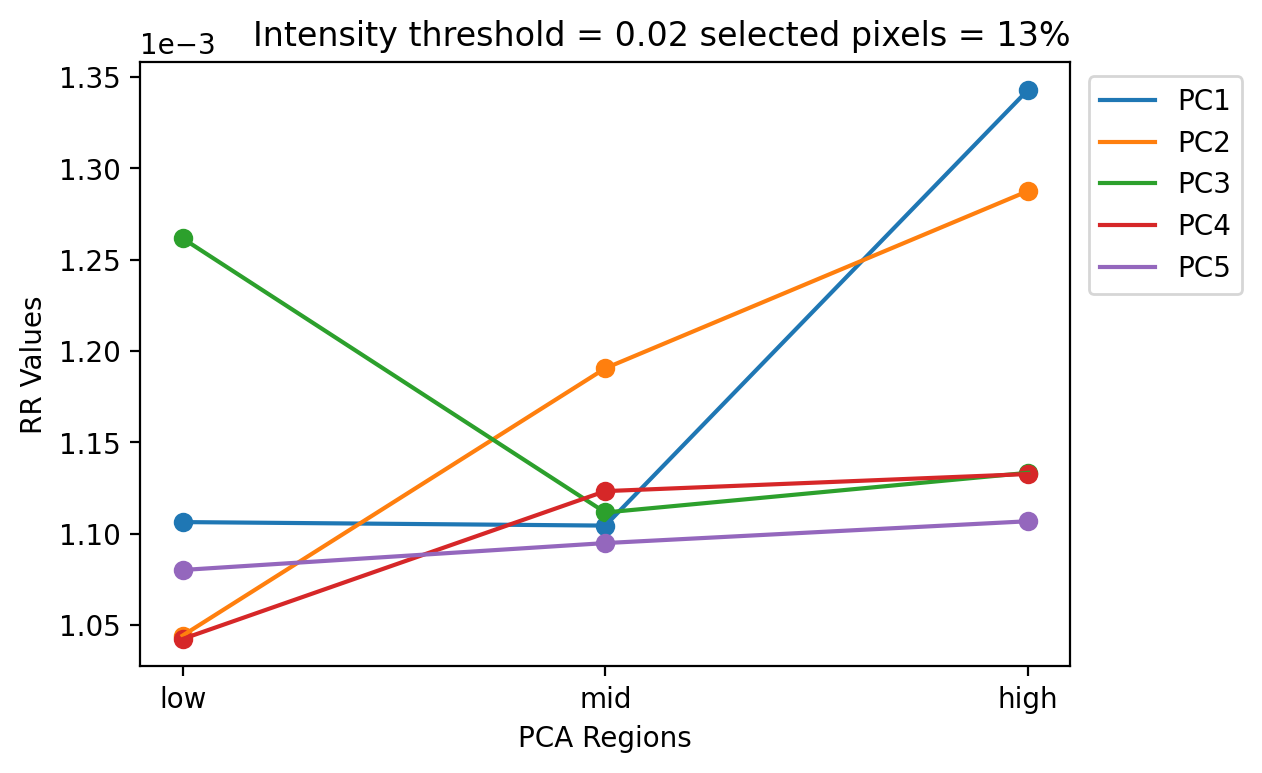 1e−3
Intensity threshold = 0.02 selected pixels = 13%
1.35
1.30
1.25
1.20
1.15
1.10
1.05
RR Values
low
mid
high
PCA Regions
PC1
PC2
PC3
PC4
PC5